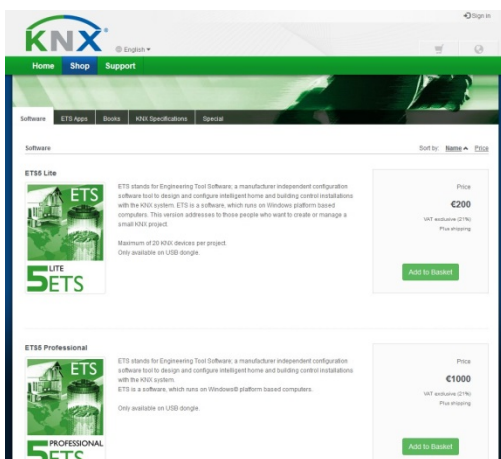 Sign in
KNX®
English
Home Shop Support
Software ETS Apps Books KNX Specifications Special
Software Sort by: Name Price
ETS5 Lite
ETS stands for Engineering Tool Software; a manufacturer independent configuration
software tool to design and configure intelligent home and building control installations
with the KNX system. ETS is a software, which runs on Windows platform based
computers. This version addresses to those people who want to create or manage a
small KNX project.
Maximum of 20 KNX devices per project.
Only available on USB dongle.
ETS
LITE
5ETS
Price
€200
VAT exclusive (21%)
Plus shipping
Add to Basket
ETS5 Professional
ETS stands for Engineering Tool Software; a manufacturer independent configuration
software tool to design and configure intelligent home and building control installations
with the KNX system.
ETS is a software, which runs on Windows® platform based computers.
Only available on USB dongle.
ETS
PROFESSIONAL
5ETS
Price
€1000
VAT exclusive (21%)
Plus shipping
Add to Basket